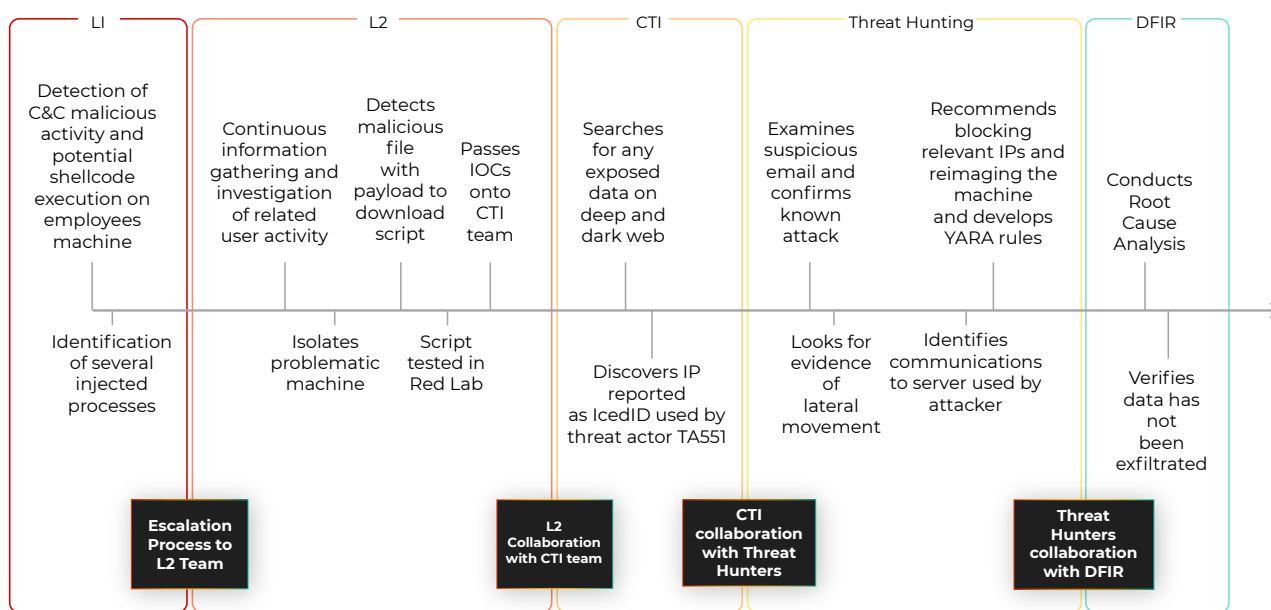 LI
L2
CTI
Threat Hunting
DFIR
Detection of
C&C malicious
activity and
potential
shellcode
execution on
employees
machine
Identification
of several
injected
processes
Continuous
information
gathering and
investigation
of related
user activity
Isolates
problematic
machine
Detects
malicious
file
with
payload to
download
script
Script
tested in
Red Lab
Passes
IOCs
onto
CTI
team
Searches
for any
exposed
data on
deep and
dark web
Discovers IP
reported
as IcedID used by
threat actor TA551
Examines
suspicious
email and
confirms
known
attack
Looks for
evidence
of
lateral
movement
Recommends
blocking
relevant IPs and
reimaging the
machine
and develops
YARA rules
Identifies
communications
to server used by
attacker
Conducts
Root
Cause
Analysis
Verifies
data has
not
been
exfiltrated
Escalation
Process to
L2 Team
L2
Collaboration
with CTI team
CTI
collaboration
with Threat
Hunters
Threat
Hunters
collaboration
with DFIR